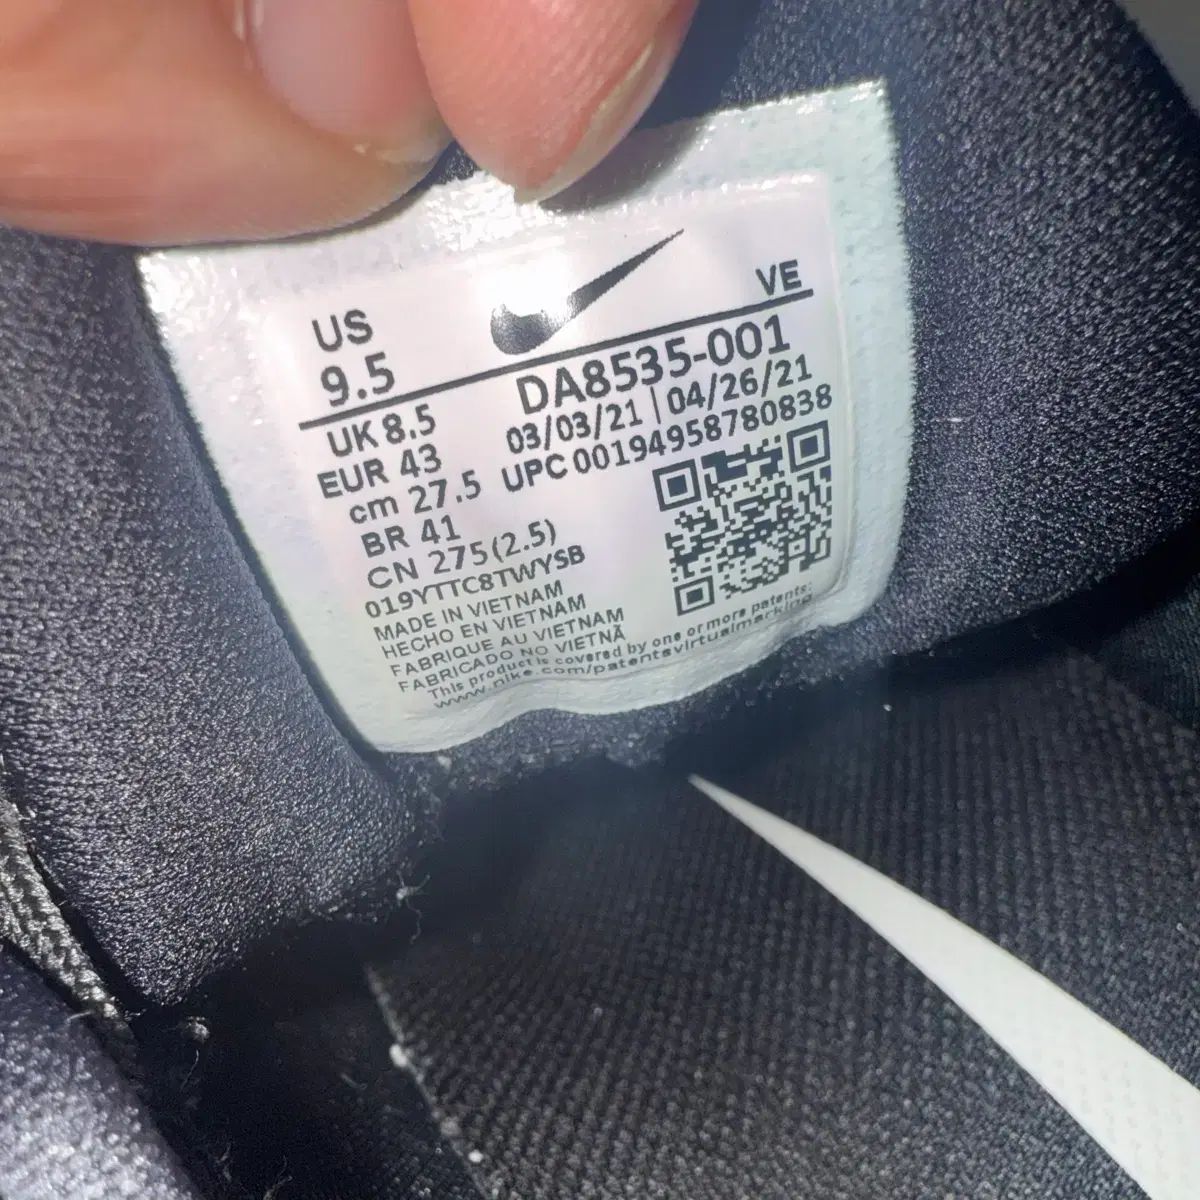 VE
US
9.5
DA8535-001
UK 8.5
03/03/21 | 04/26/21
EUR 43
UPC 00194958780838
cm 27.5
BR 41
CN 275(2.5)
019YTTC8TWYSB
MADE IN VIETNAM
HECHO EN VIETNAM
FABRIQUE AU VIETNAM
FABRICADO NO VIETNÃ
This product is covered by one or more patents:
www.nike.com/patentsvirtualmarking